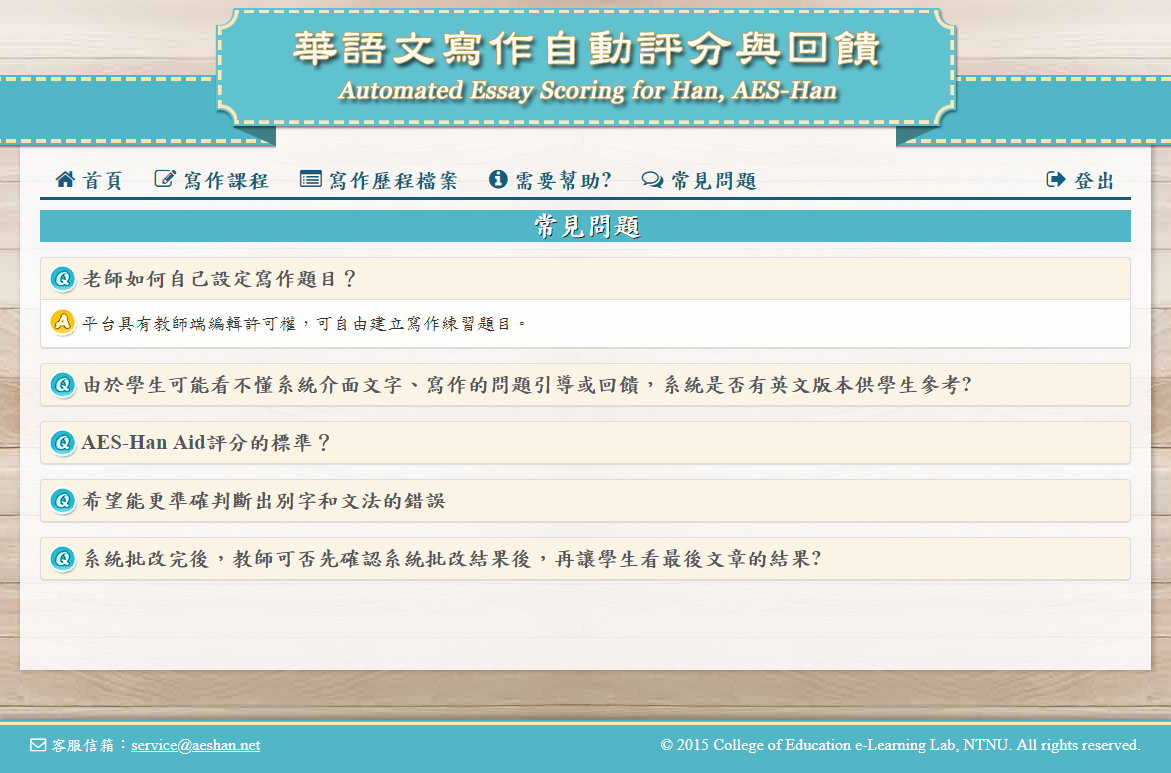 華語文寫作自動評分與回饋
Automated Essay Scoring for Han, AES-Han
首頁 寫作課程 寫作歷程檔案 需要幫助? 常見問題 登出
常見問題
Q 老師如何自己設定寫作題目？
A 平台具有教師端編輯許可權，可自由建立寫作練習題目。
Q 由於學生可能看不懂系統介面文字、寫作的問題引導或回饋，系統是否有英文版本供學生參考?
Q AES-Han Aid評分的標準？
Q 希望能更準確判斷出別字和文法的錯誤
Q 系統批改完後，教師可否先確認系統批改結果後，再讓學生看最後文章的結果?
客服信箱：service@aeshan.net © 2015 College of Education e-Learning Lab, NTNU. All rights reserved.